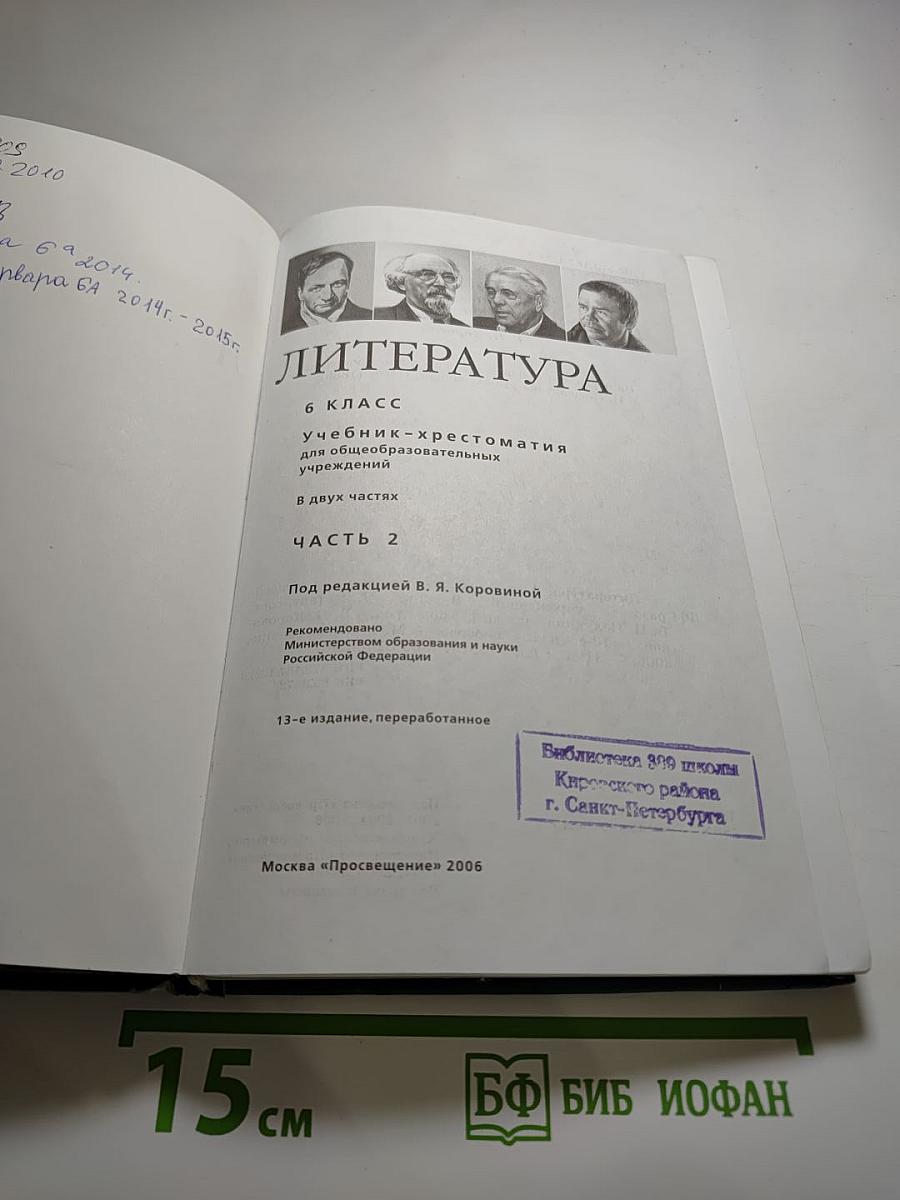 2010
6а 2014.
6А 2014г. - 2015г.
ЛИТЕРАТУРА
6 КЛАСС
Учебник-хрестоматия
для общеобразовательных
учреждений
В двух частях
ЧАСТЬ 2
Под редакцией В. Я. Коровиной
Рекомендовано
Министерством образования и науки
Российской Федерации
13-е издание, переработанное
Библиотека 389 школы
Кировского района
г. Санкт-Петербурга
Москва «Просвещение» 2006
15 см
БФ БИБ ИОФАН